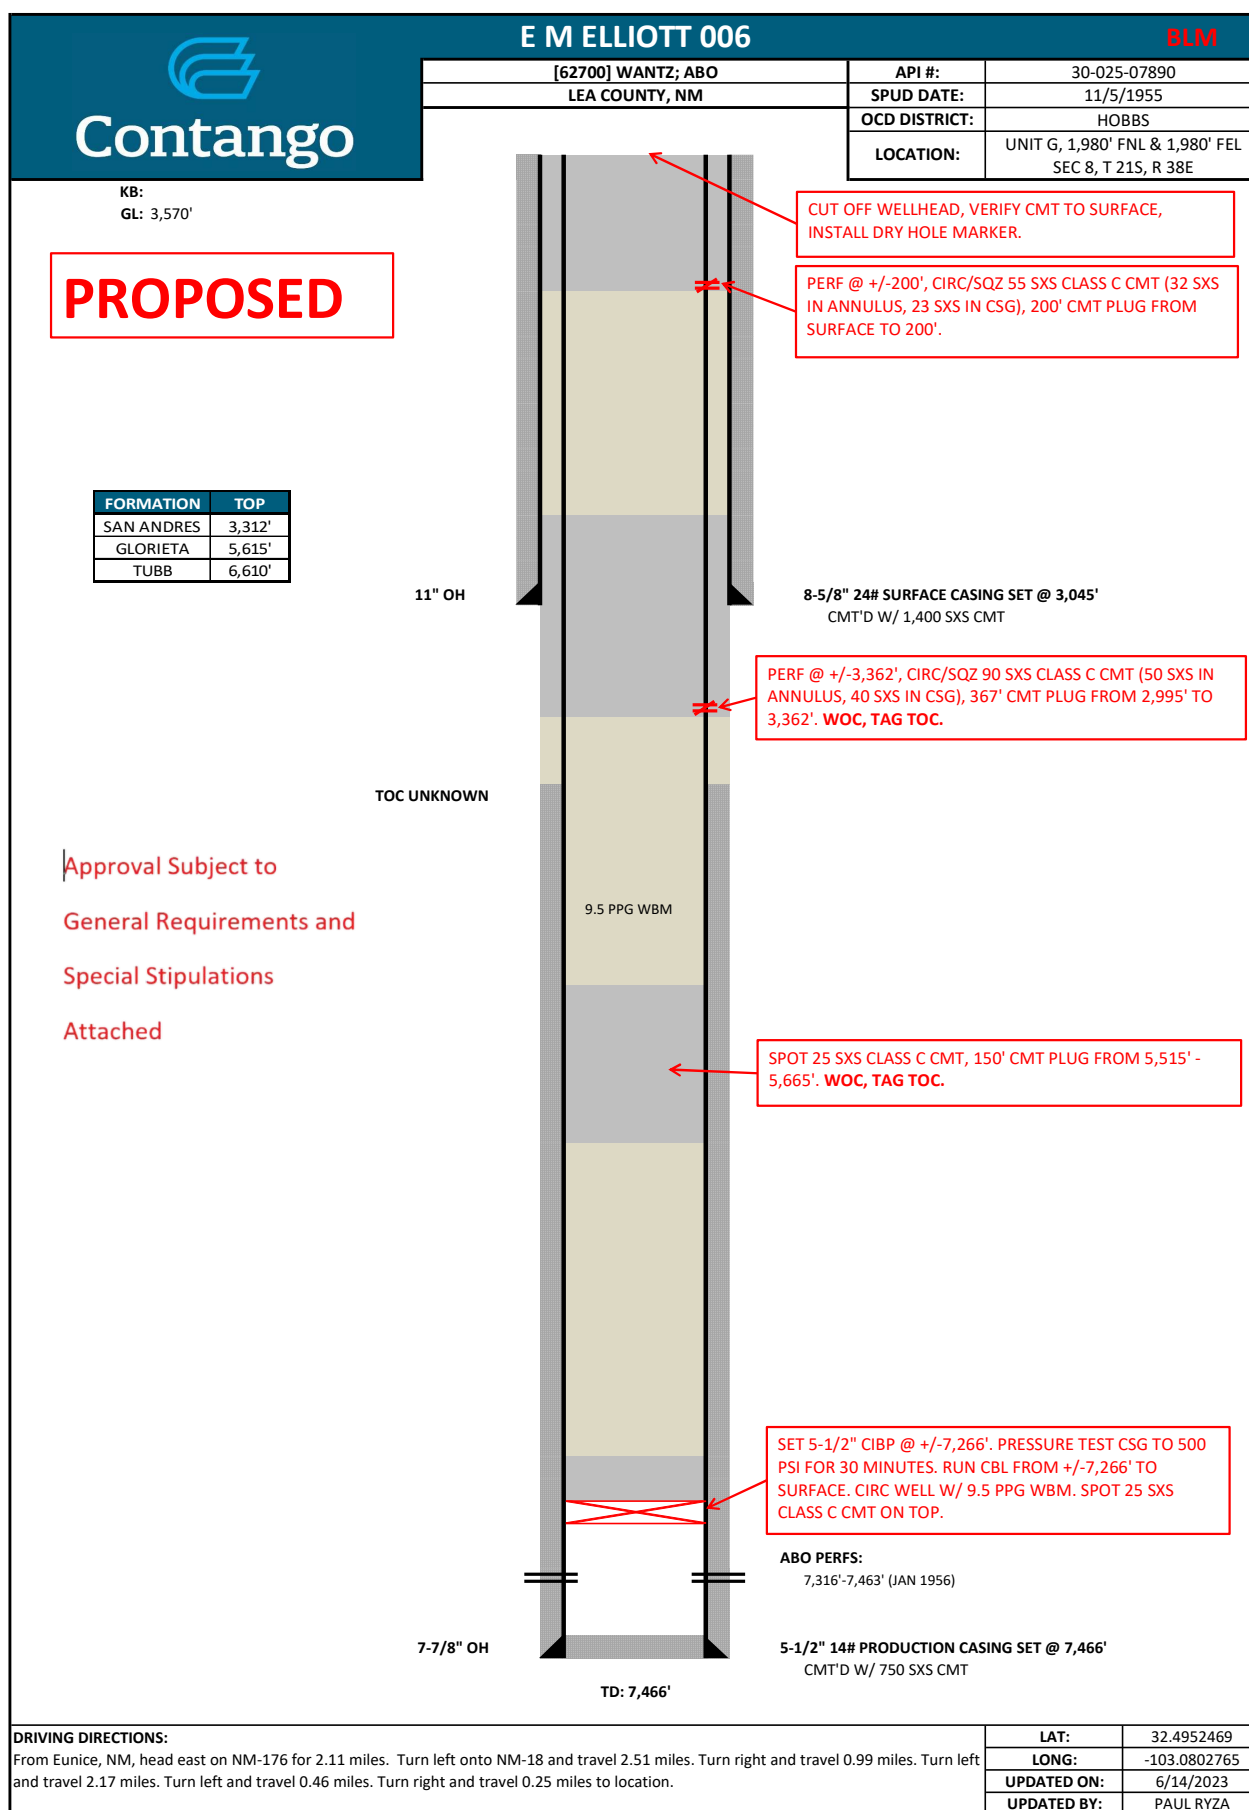 E M ELLIOTT 006
BLM
Contango
[62700] WANTZ; ABO
LEA COUNTY, NM
API #: 30-025-07890
SPUD DATE: 11/5/1955
OCD DISTRICT: HOBBS
LOCATION: UNIT G, 1,980' FNL & 1,980' FEL
SEC 8, T 21S, R 38E
KB:
GL: 3,570'
PROPOSED
CUT OFF WELLHEAD, VERIFY CMT TO SURFACE,
INSTALL DRY HOLE MARKER.
PERF @ +/-200', CIRC/SQZ 55 SXS CLASS C CMT (32 SXS
IN ANNULUS, 23 SXS IN CSG), 200' CMT PLUG FROM
SURFACE TO 200'.
FORMATION TOP
SAN ANDRES 3,312'
GLORIETA 5,615'
TUBB 6,610'
11" OH
8-5/8" 24# SURFACE CASING SET @ 3,045'
CMT'D W/ 1,400 SXS CMT
PERF @ +/-3,362', CIRC/SQZ 90 SXS CLASS C CMT (50 SXS IN
ANNULUS, 40 SXS IN CSG), 367' CMT PLUG FROM 2,995' TO
3,362'. WOC, TAG TOC.
TOC UNKNOWN
Approval Subject to
General Requirements and
Special Stipulations
Attached
9.5 PPG WBM
SPOT 25 SXS CLASS C CMT, 150' CMT PLUG FROM 5,515' -
5,665'. WOC, TAG TOC.
SET 5-1/2" CIBP @ +/-7,266'. PRESSURE TEST CSG TO 500
PSI FOR 30 MINUTES. RUN CBL FROM +/-7,266' TO
SURFACE. CIRC WELL W/ 9.5 PPG WBM. SPOT 25 SXS
CLASS C CMT ON TOP.
ABO PERFS:
7,316'-7,463' (JAN 1956)
7-7/8" OH
5-1/2" 14# PRODUCTION CASING SET @ 7,466'
CMT'D W/ 750 SXS CMT
TD: 7,466'
DRIVING DIRECTIONS:
From Eunice, NM, head east on NM-176 for 2.11 miles.  Turn left onto NM-18 and travel 2.51 miles. Turn right and travel 0.99 miles. Turn left
and travel 2.17 miles. Turn left and travel 0.46 miles. Turn right and travel 0.25 miles to location.
LAT: 32.4952469
LONG: -103.0802765
UPDATED ON: 6/14/2023
UPDATED BY: PAUL RYZA